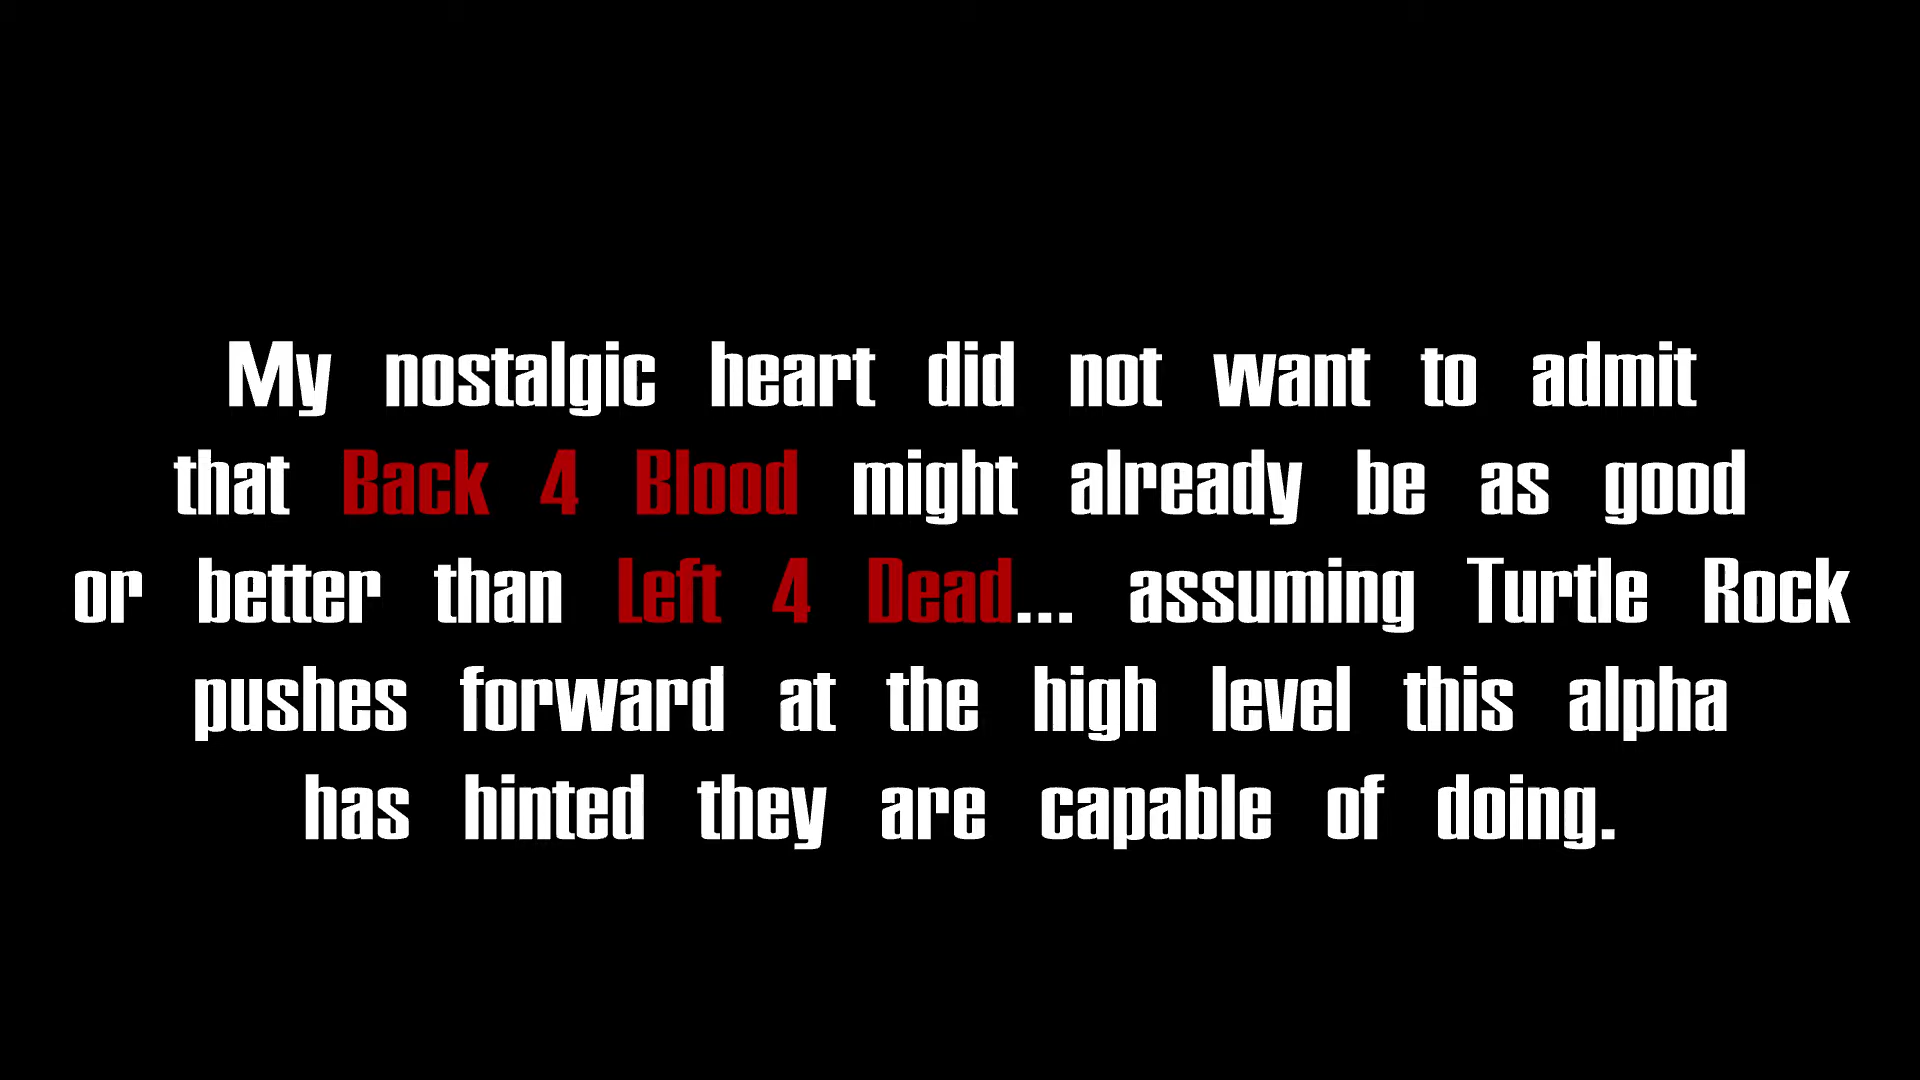 My nostalgic heart did not want to admit
that Back 4 Blood might already be as good
or better than Left 4 Dead... assuming Turtle Rock
pushes forward at the high level this alpha
has hinted they are capable of doing.